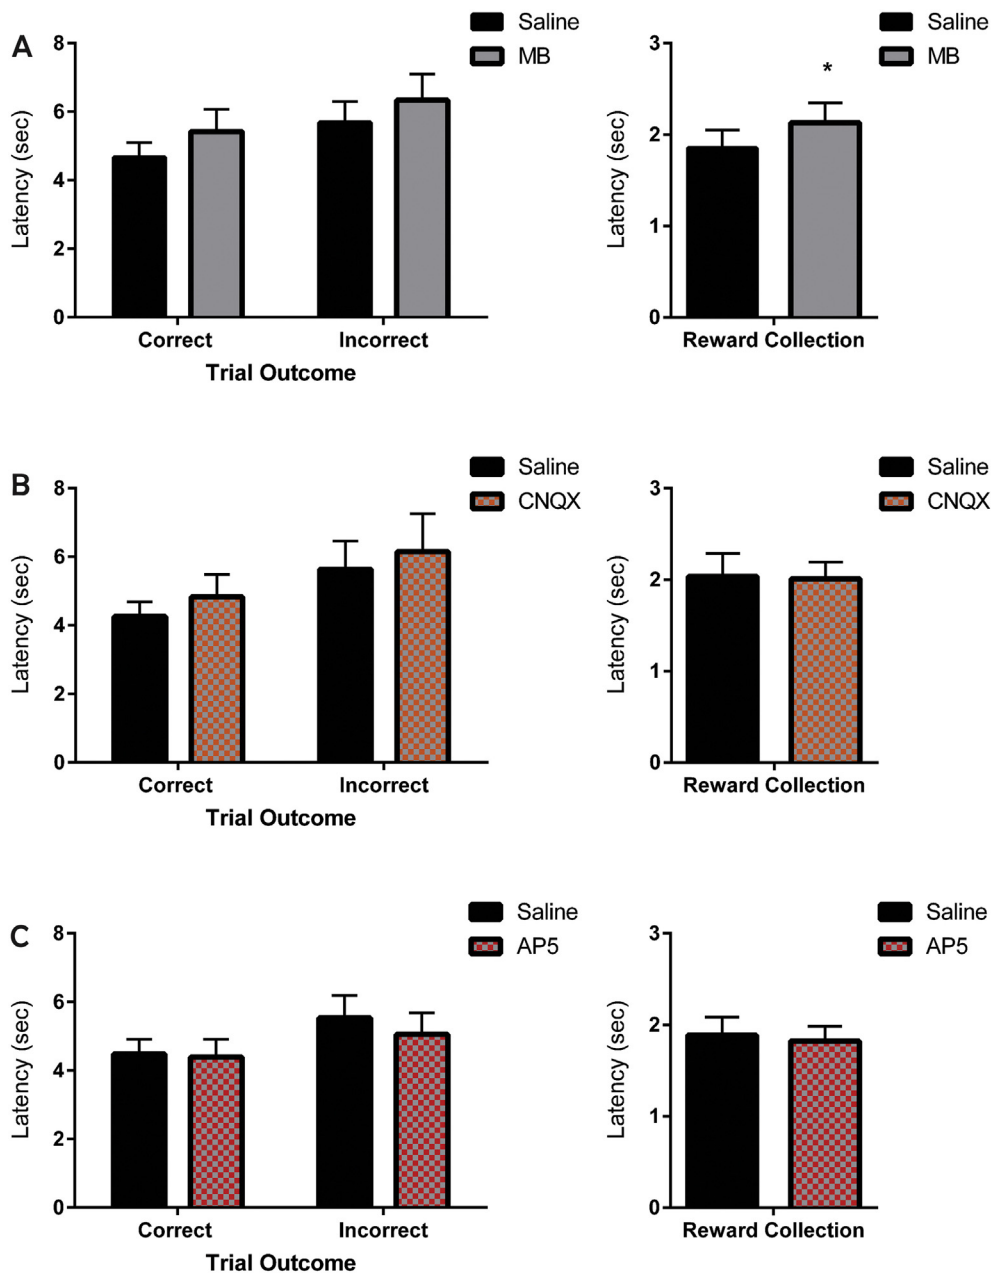 A
Saline
MB
Latency (sec)
8
6
4
2
0
Correct
Incorrect
Trial Outcome
Saline
MB
Latency (sec)
3
2
1
0
*
Reward Collection
B
Saline
CNQX
Latency (sec)
8
6
4
2
0
Correct
Incorrect
Trial Outcome
Saline
CNQX
Latency (sec)
3
2
1
0
Reward Collection
C
Saline
AP5
Latency (sec)
8
6
4
2
0
Correct
Incorrect
Trial Outcome
Saline
AP5
Latency (sec)
3
2
1
0
Reward Collection